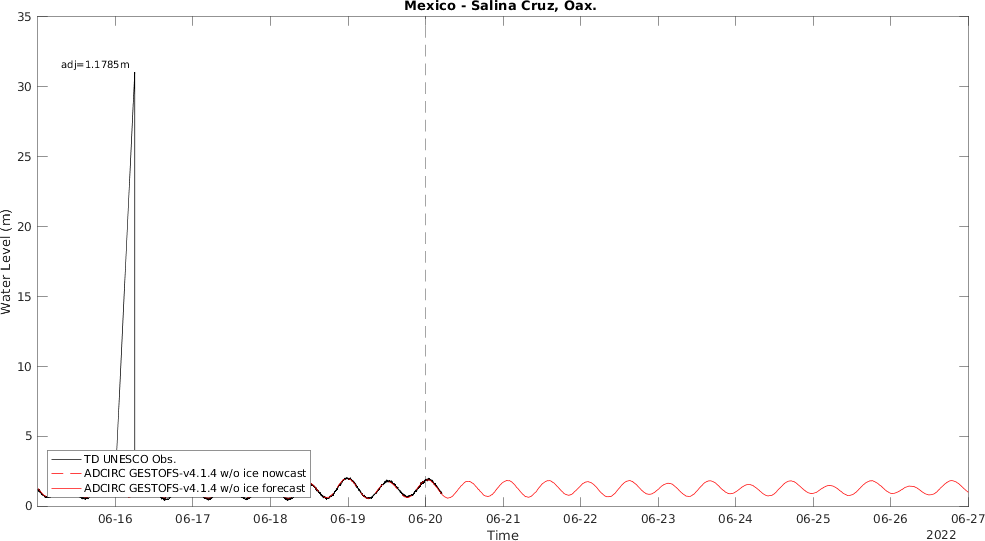 Mexico - Salina Cruz, Oax.
35
30
25
20
15
10
5
0
Water Level (m)
adj=1.1785m
TD UNESCO Obs.
ADCIRC GESTOFS-v4.1.4 w/o ice nowcast
ADCIRC GESTOFS-v4.1.4 w/o ice forecast
06-16 06-17 06-18 06-19 06-20 06-21 06-22 06-23 06-24 06-25 06-26 06-27
Time
2022